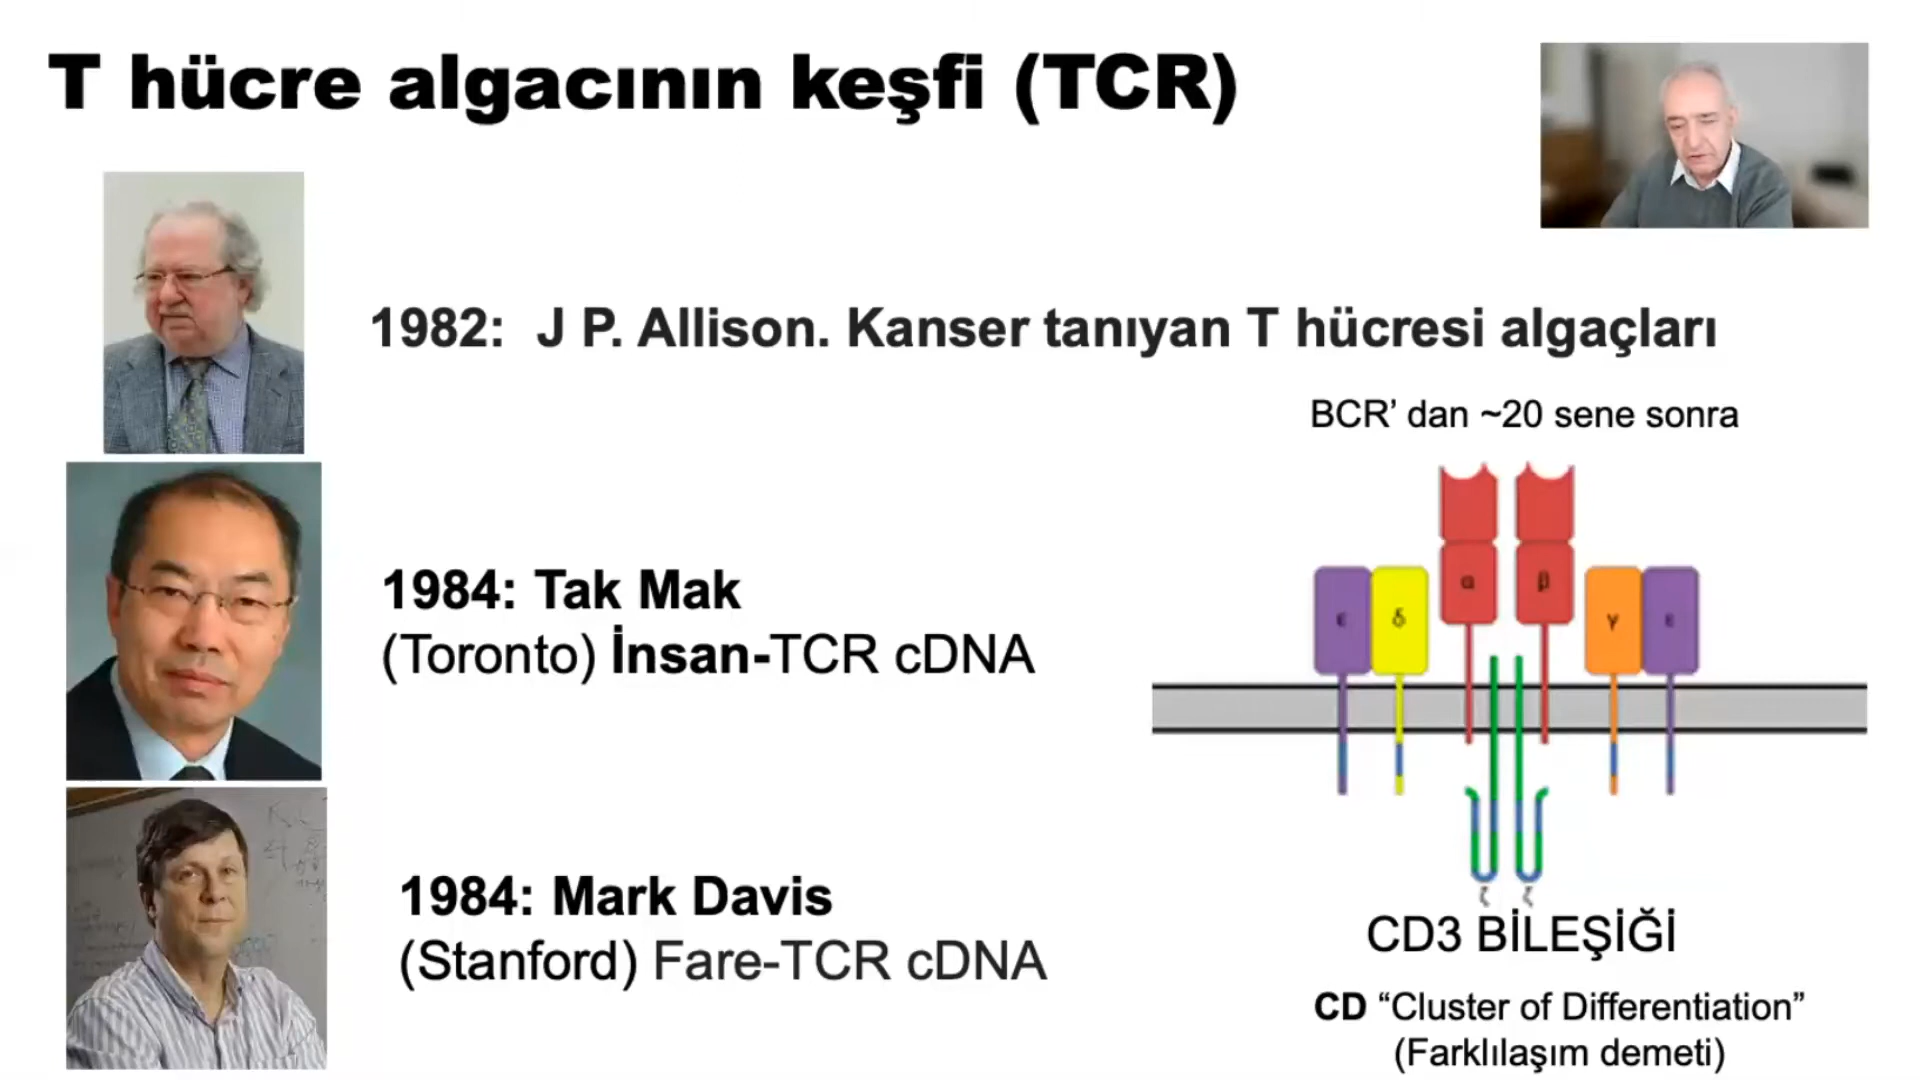 T hücre algacının keşfi (TCR)
1982: J P. Allison. Kanser tanıyan T hücresi algaçları
BCR’ dan ~20 sene sonra
1984: Tak Mak
(Toronto) İnsan-TCR cDNA
1984: Mark Davis
(Stanford) Fare-TCR cDNA
ε δ α β γ ε
ζ ζ
CD3 BİLEŞİĞİ
CD “Cluster of Differentiation”
(Farklılaşım demeti)